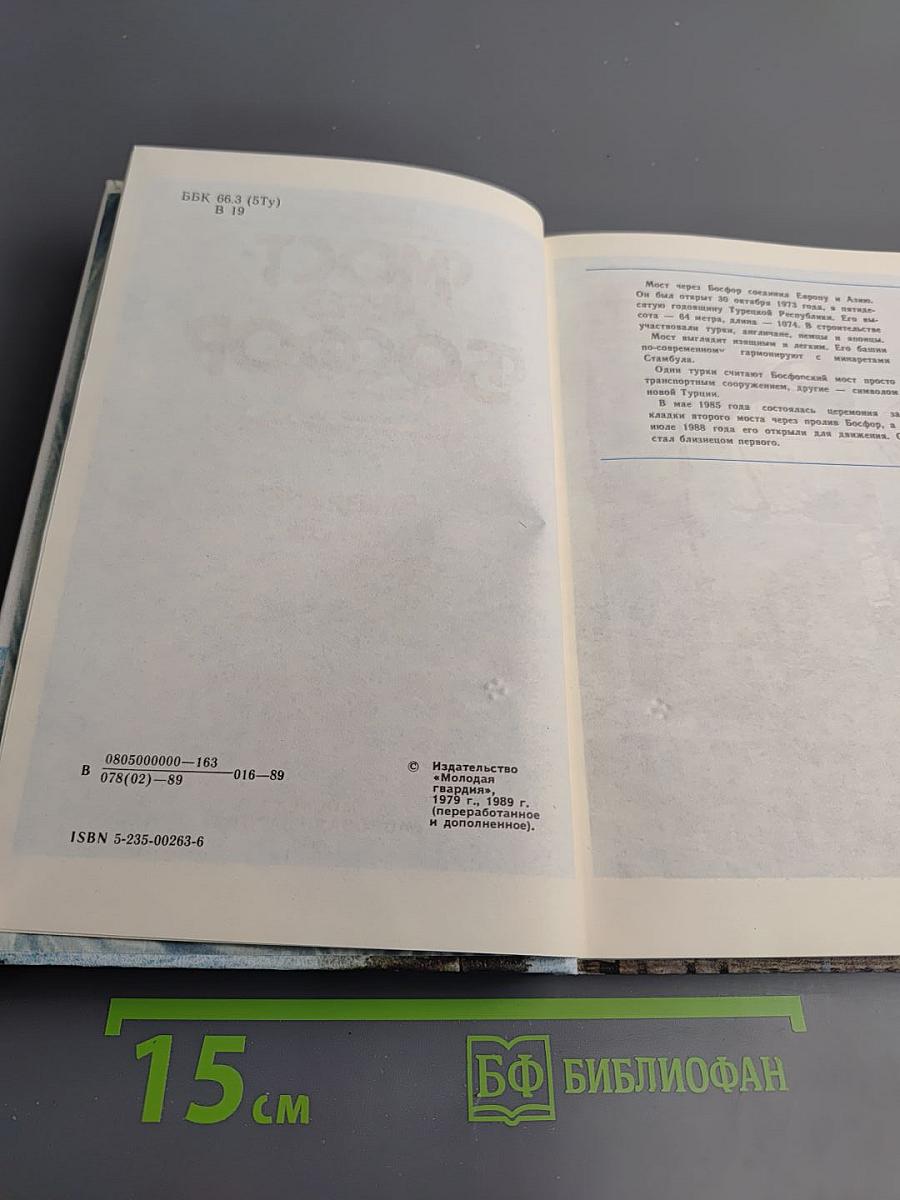 ББК 66.3 (5Ту)
В 19
В 0805000000—163
078(02)—89
016—89
ISBN 5-235-00263-6
© Издательство
«Молодая
гвардия»,
1979 г., 1989 г.
(переработанное
и дополненное).
Мост через Босфор соединил Европу и Азию.
Он был открыт 30 октября 1973 года, в пятиде-
сятую годовщину Турецкой Республики. Его вы-
сота — 64 метра, длина — 1074. В строительстве
участвовали турки, англичане, немцы и японцы.
Мост выглядит изящным и легким. Его башни
по-современному гармонируют с минаретами
Стамбула.
Одни турки считают Босфорский мост просто
транспортным сооружением, другие — символом
новой Турции.
В мае 1985 года состоялась церемония за
кладки второго моста через пролив Босфор, а
июле 1988 года его открыли для движения. О
стал близнецом первого.
15 см
БФ БИБЛИОФАН